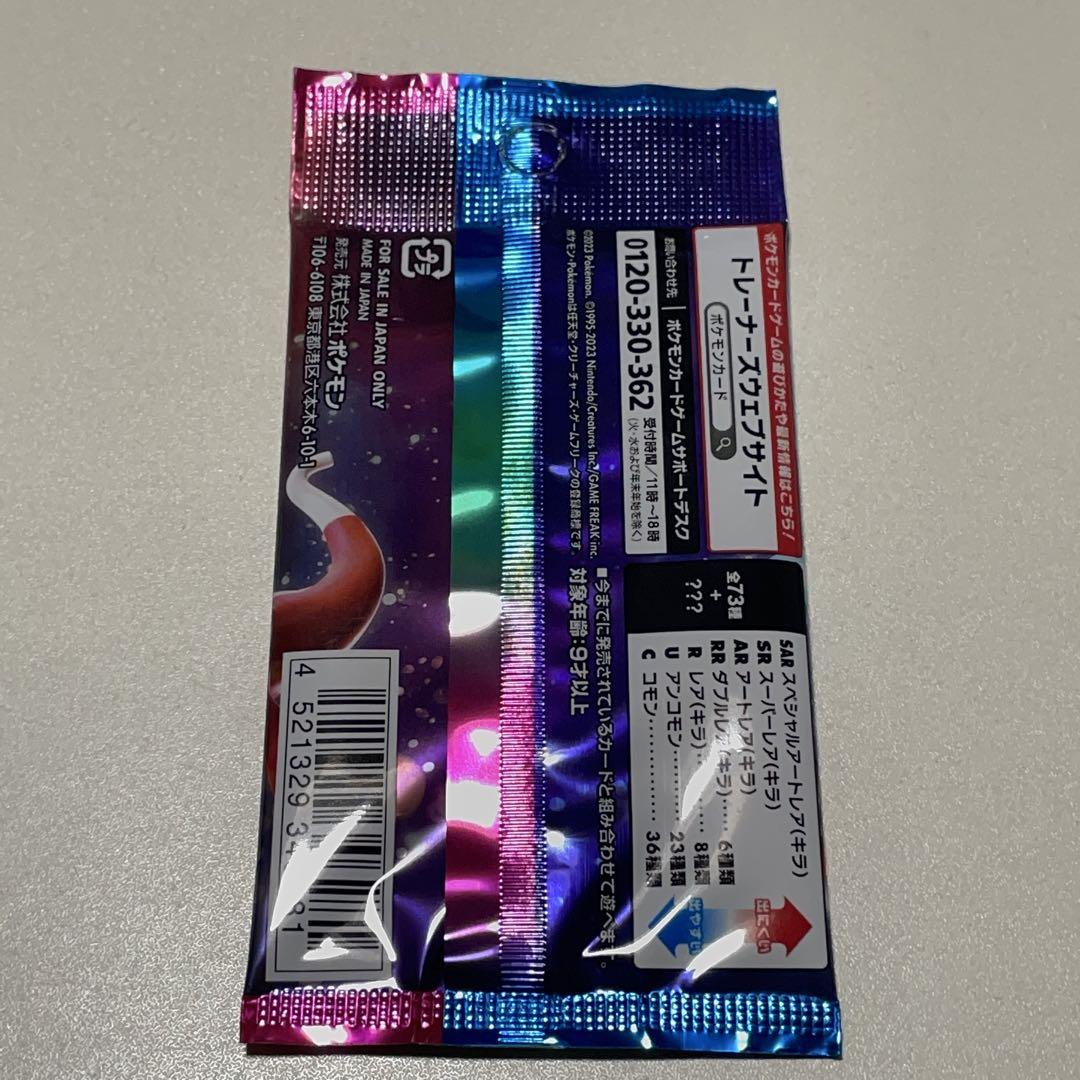 ポケモンカードゲームの遊びかたや最新情報はこちら!
トレーナーズウェブサイト
ポケモンカード
お問い合わせ先 ポケモンカードゲームサポートデスク
0120-330-362 受付時間/11時~18時
(火・水および年末年始を除く)
©2023 Pokémon. ©1995-2023 Nintendo/Creatures Inc./GAME FREAK inc.
ポケモン・Pokémonは任天堂・クリーチャーズ・ゲームフリークの登録商標です。
全73種
+
???
SAR スペシャルアートレア(キラ)
SR スーパーレア(キラ)
AR アートレア(キラ)
RR ダブルレア(キラ)……6種類
R レア(キラ)………8種類
U アンコモン………23種類
C コモン…………36種類
出にくい
出やすい
■今までに発売されているカードと組み合わせて遊べます。
対象年齢:9才以上
プラ
FOR SALE IN JAPAN ONLY
MADE IN JAPAN
発売元 株式会社ポケモン
〒106-6108 東京都港区六本木6-10-1
4 521329 3